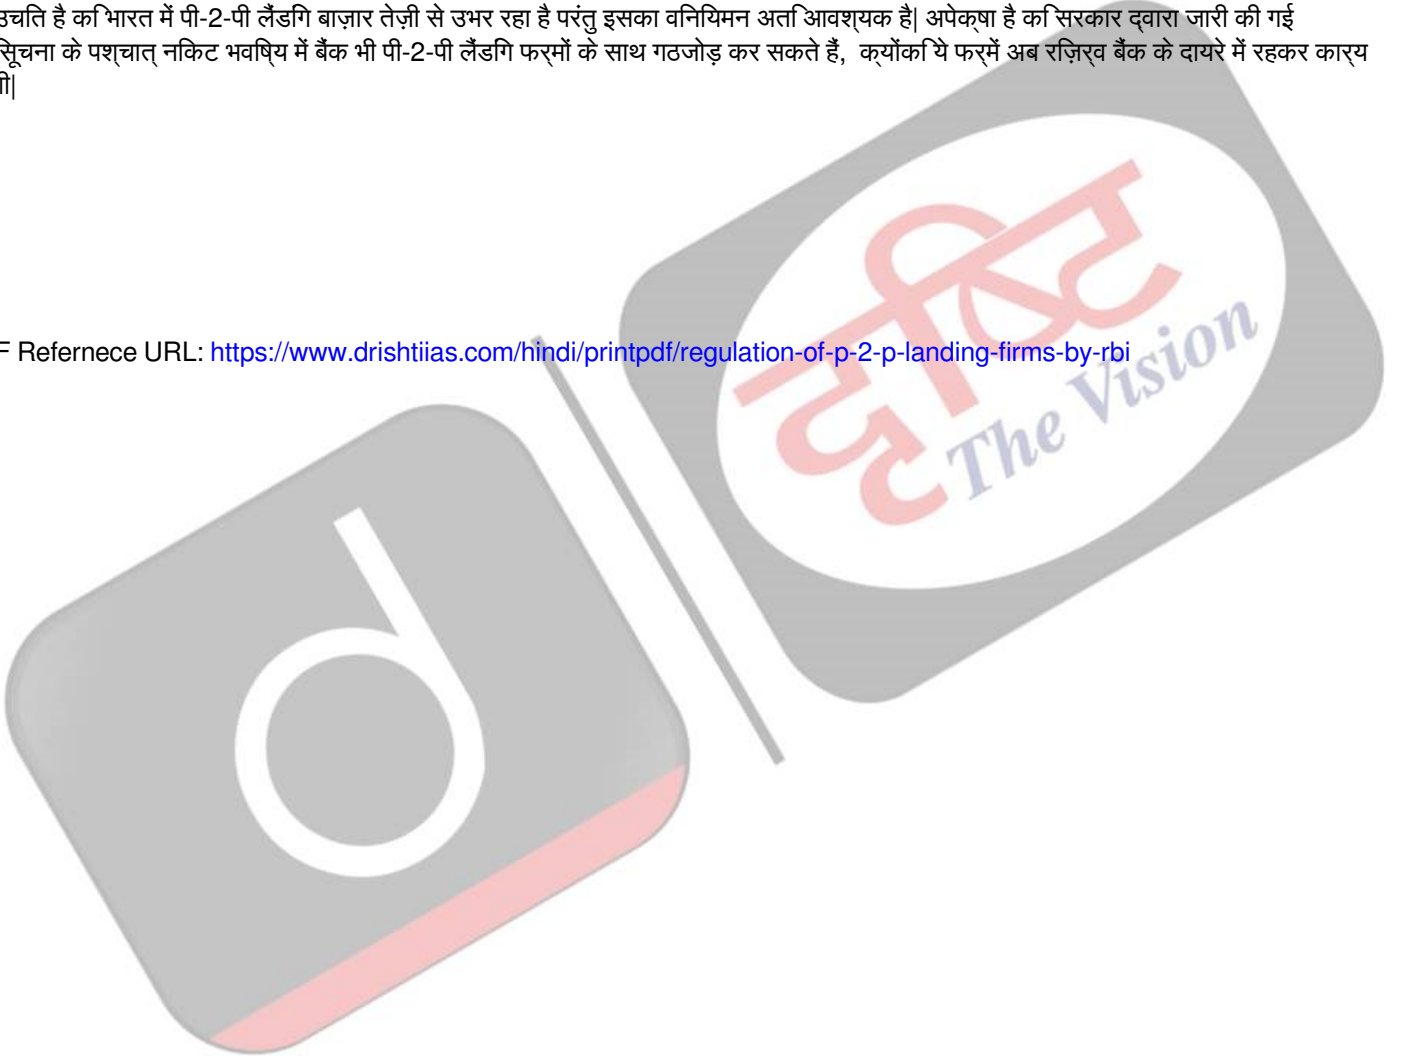 उचित है कि भारत में पी-2-पी लैंडिंग बाज़ार तेज़ी से उभर रहा है परंतु इसका विनियिमन अति आवश्यक है| अपेक्षा है कि सरकार द्वारा जारी की गई
सूचना के पश्चात् निकट भविष्य में बैंक भी पी-2-पी लैंडिंग फर्मों के साथ गठजोड़ कर सकते हैं, क्योंकि ये फर्में अब रिज़र्व बैंक के दायरे में रहकर कार्य
गी|
दृष्टि
The Vision
F Refernece URL: https://www.drishtiias.com/hindi/printpdf/regulation-of-p-2-p-landing-firms-by-rbi
d